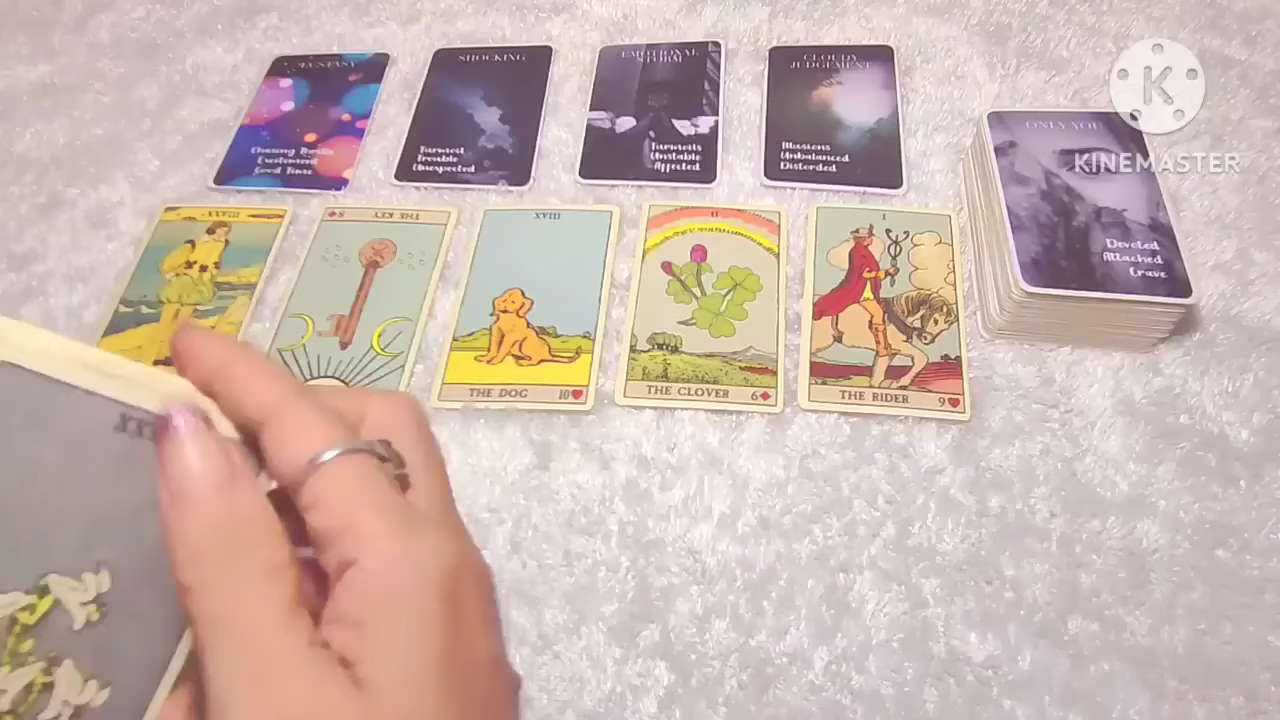 ECSTASY
Chasing Thrills
Excitement
Good Time
SHOCKING
Turmoil
Trouble
Unexpected
EMOTIONAL
STORM
Turmoils
Unstable
Affected
CLOUDY
JUDGEMENT
Illusions
Unbalanced
Distorted
ONLY YOU
Devoted
Attached
Crave
K
KINEMASTER
8
THE KEY
XVIII
THE DOG 10
II
THE CLOVER 6
I
THE RIDER 9